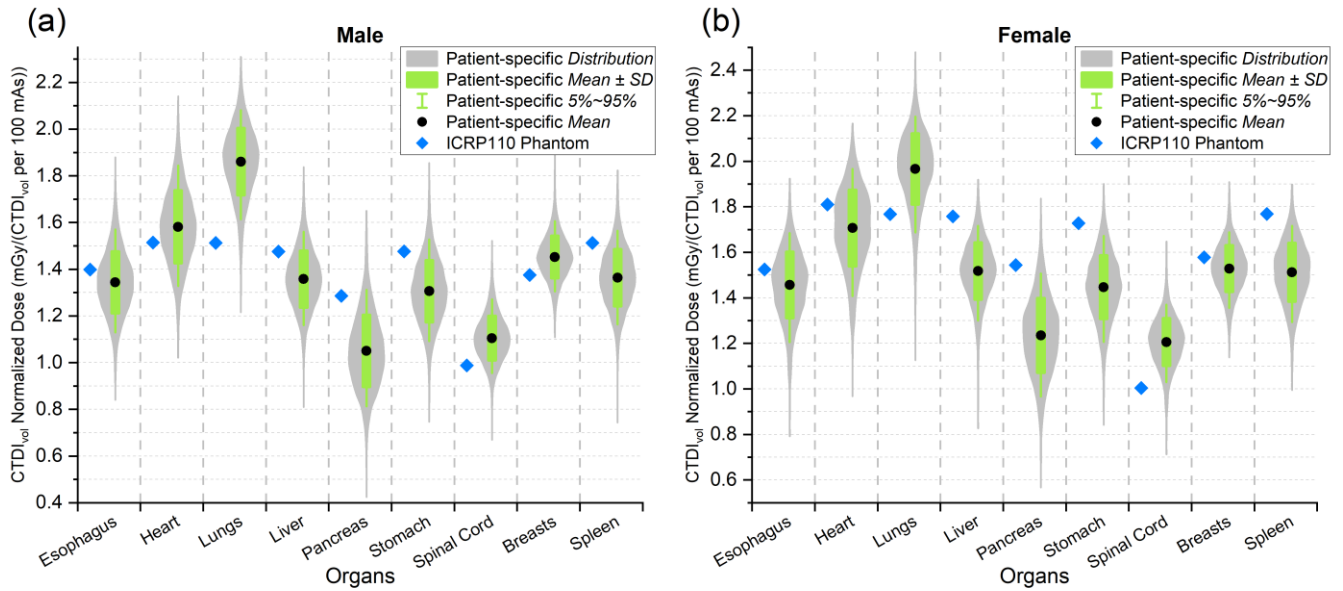 (a)
Male
Patient-specific Distribution
Patient-specific Mean ± SD
Patient-specific 5%~95%
Patient-specific Mean
ICRP110 Phantom
CTDIvol Normalized Dose (mGy/(CTDIvol per 100 mAs))
2.2
2.0
1.8
1.6
1.4
1.2
1.0
0.8
0.6
0.4
Esophagus
Heart
Lungs
Liver
Pancreas
Stomach
Spinal Cord
Breasts
Spleen
Organs
(b)
Female
Patient-specific Distribution
Patient-specific Mean ± SD
Patient-specific 5%~95%
Patient-specific Mean
ICRP110 Phantom
CTDIvol Normalized Dose (mGy/(CTDIvol per 100 mAs))
2.4
2.2
2.0
1.8
1.6
1.4
1.2
1.0
0.8
0.6
Esophagus
Heart
Lungs
Liver
Pancreas
Stomach
Spinal Cord
Breasts
Spleen
Organs